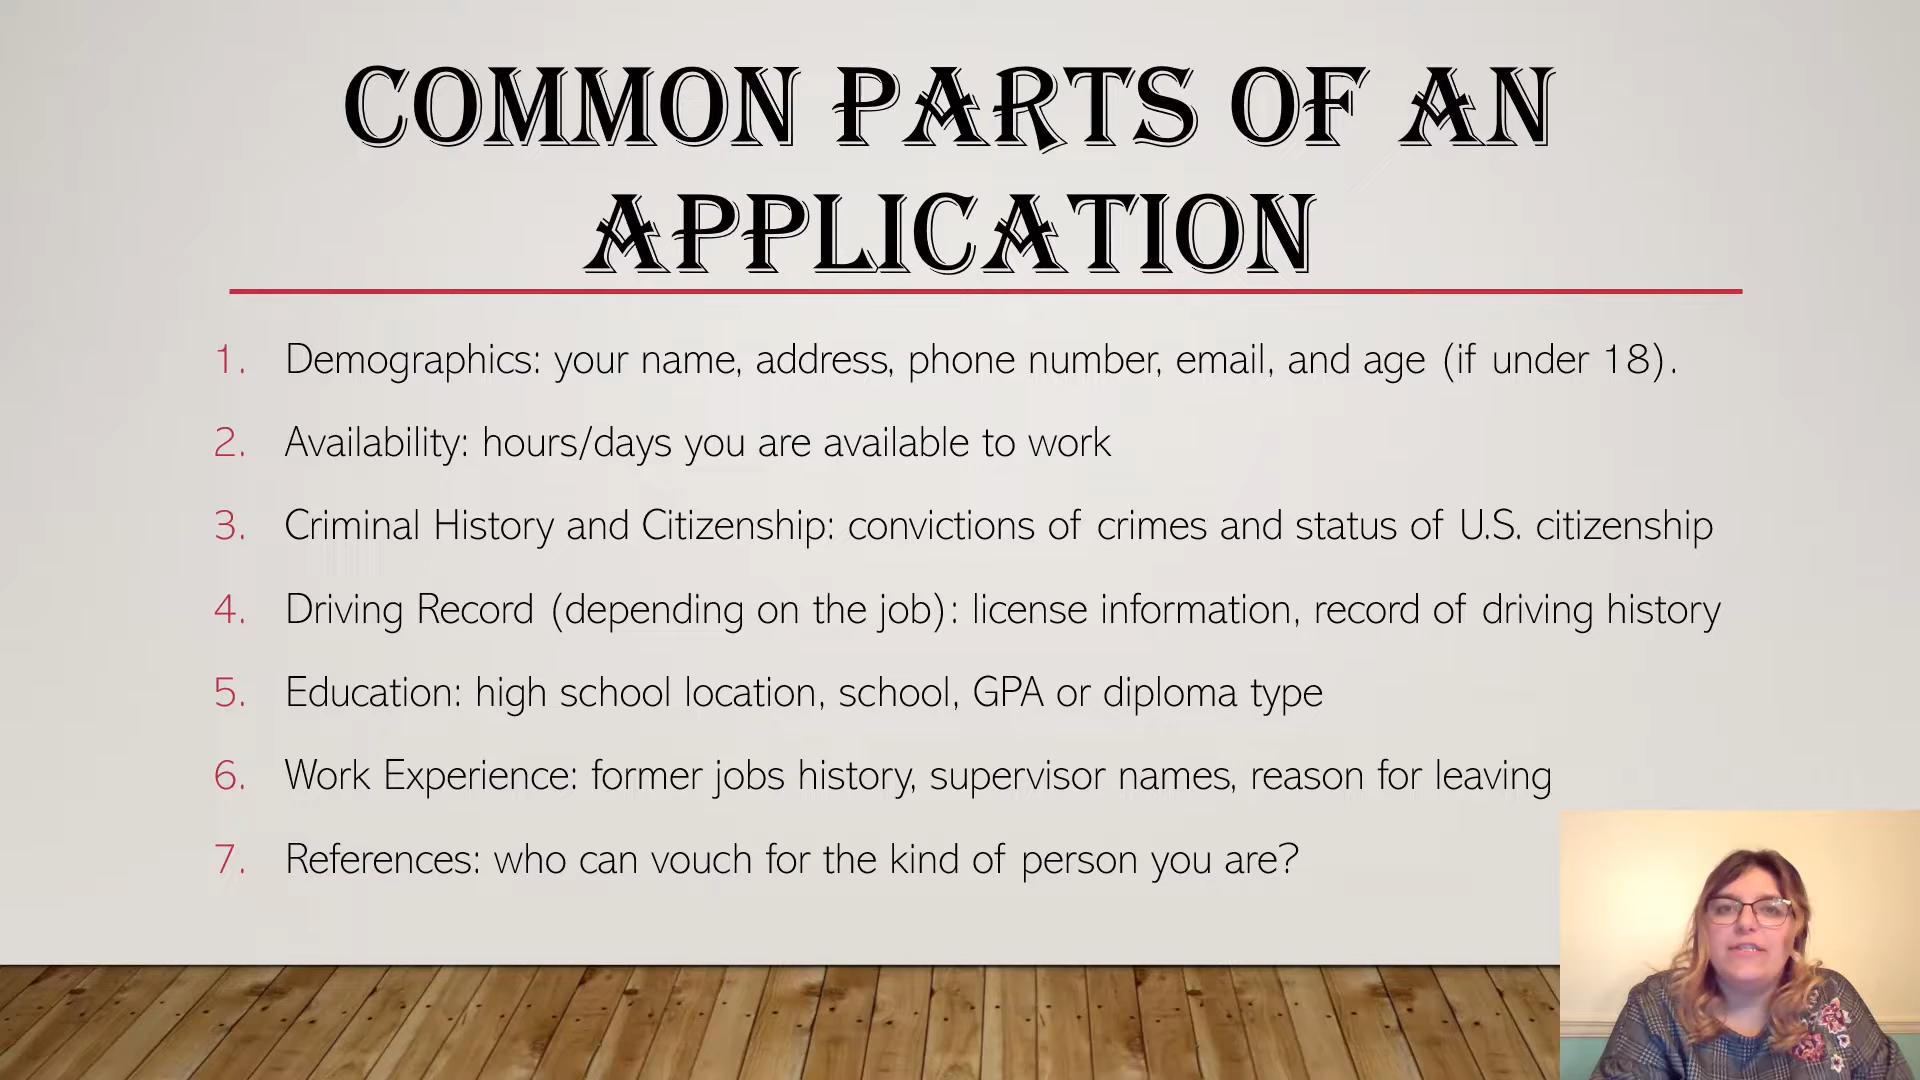 COMMON PARTS OF AN
APPLICATION
1. Demographics: your name, address, phone number, email, and age (if under 18).
2. Availability: hours/days you are available to work
3. Criminal History and Citizenship: convictions of crimes and status of U.S. citizenship
4. Driving Record (depending on the job): license information, record of driving history
5. Education: high school location, school, GPA or diploma type
6. Work Experience: former jobs history, supervisor names, reason for leaving
7. References: who can vouch for the kind of person you are?